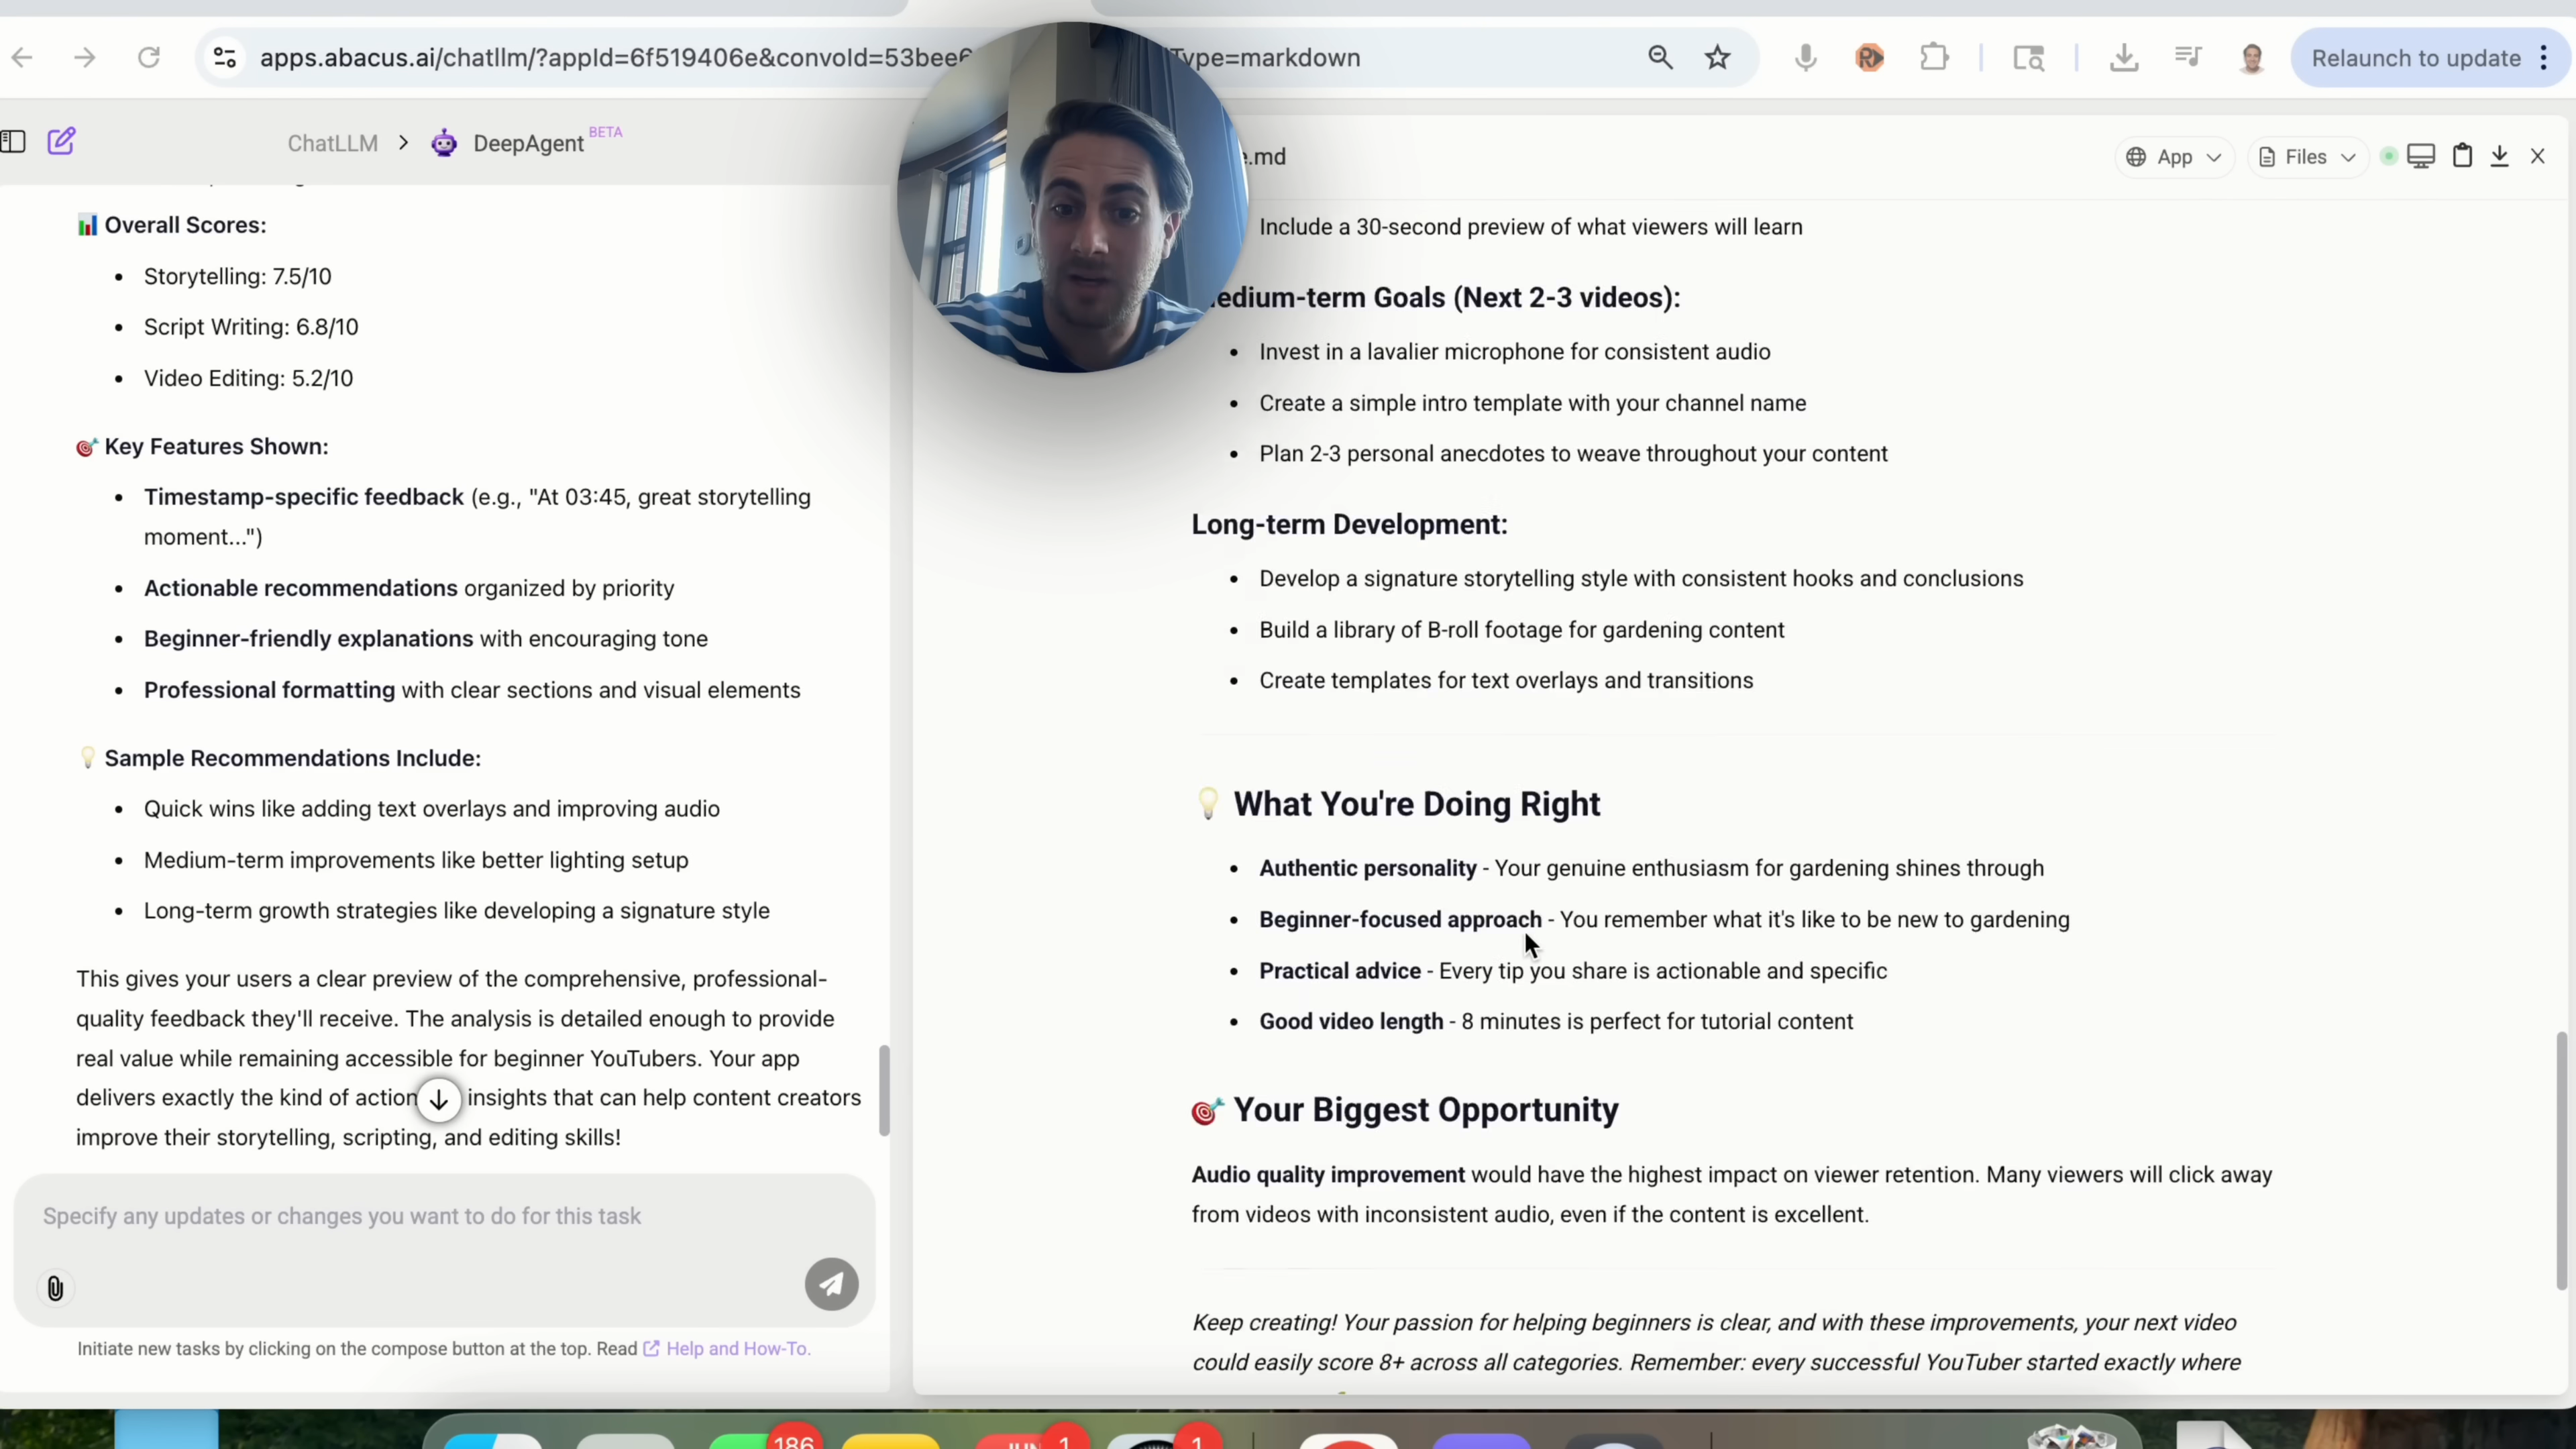 apps.abacus.ai/chatllm/?appId=6f519406e&convoId=53bee6
ype=markdown
Relaunch to update
ChatLLM > DeepAgent BETA
.md
App
Files
📊 Overall Scores:
• Storytelling: 7.5/10
• Script Writing: 6.8/10
• Video Editing: 5.2/10
🎯 Key Features Shown:
• Timestamp-specific feedback (e.g., "At 03:45, great storytelling
moment...")
• Actionable recommendations organized by priority
• Beginner-friendly explanations with encouraging tone
• Professional formatting with clear sections and visual elements
💡 Sample Recommendations Include:
• Quick wins like adding text overlays and improving audio
• Medium-term improvements like better lighting setup
• Long-term growth strategies like developing a signature style
This gives your users a clear preview of the comprehensive, professional-
quality feedback they'll receive. The analysis is detailed enough to provide
real value while remaining accessible for beginner YouTubers. Your app
delivers exactly the kind of action insights that can help content creators
improve their storytelling, scripting, and editing skills!
Specify any updates or changes you want to do for this task
Initiate new tasks by clicking on the compose button at the top. Read Help and How-To.
Include a 30-second preview of what viewers will learn
edium-term Goals (Next 2-3 videos):
• Invest in a lavalier microphone for consistent audio
• Create a simple intro template with your channel name
• Plan 2-3 personal anecdotes to weave throughout your content
Long-term Development:
• Develop a signature storytelling style with consistent hooks and conclusions
• Build a library of B-roll footage for gardening content
• Create templates for text overlays and transitions
💡 What You're Doing Right
• Authentic personality - Your genuine enthusiasm for gardening shines through
• Beginner-focused approach - You remember what it's like to be new to gardening
• Practical advice - Every tip you share is actionable and specific
• Good video length - 8 minutes is perfect for tutorial content
🎯 Your Biggest Opportunity
Audio quality improvement would have the highest impact on viewer retention. Many viewers will click away
from videos with inconsistent audio, even if the content is excellent.
Keep creating! Your passion for helping beginners is clear, and with these improvements, your next video
could easily score 8+ across all categories. Remember: every successful YouTuber started exactly where
186
1
1